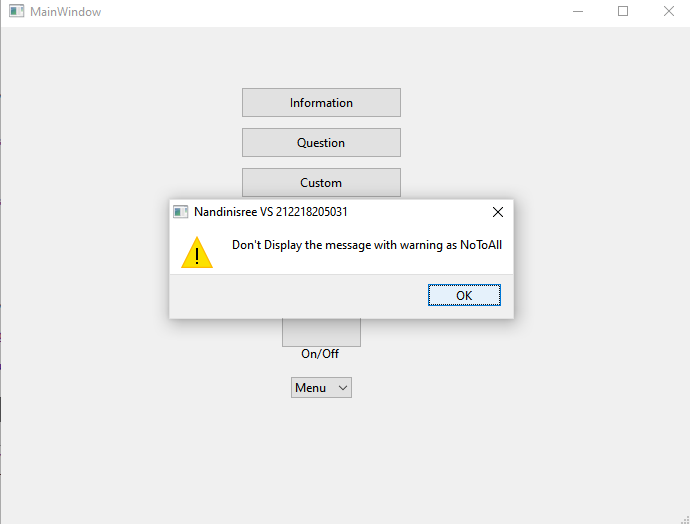 MainWindow
Information
Question
Custom
Nandinisree VS 212218205031
Don't Display the message with warning as NoToAll
OK
On/Off
Menu